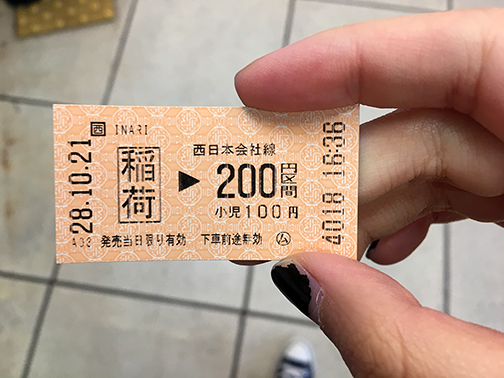 西 INARI
28.10.21
稲荷
▶
西日本会社線
200円区間
小児100円
4018 16:36
A03 発売当日限り有効 下車前途無効 ム